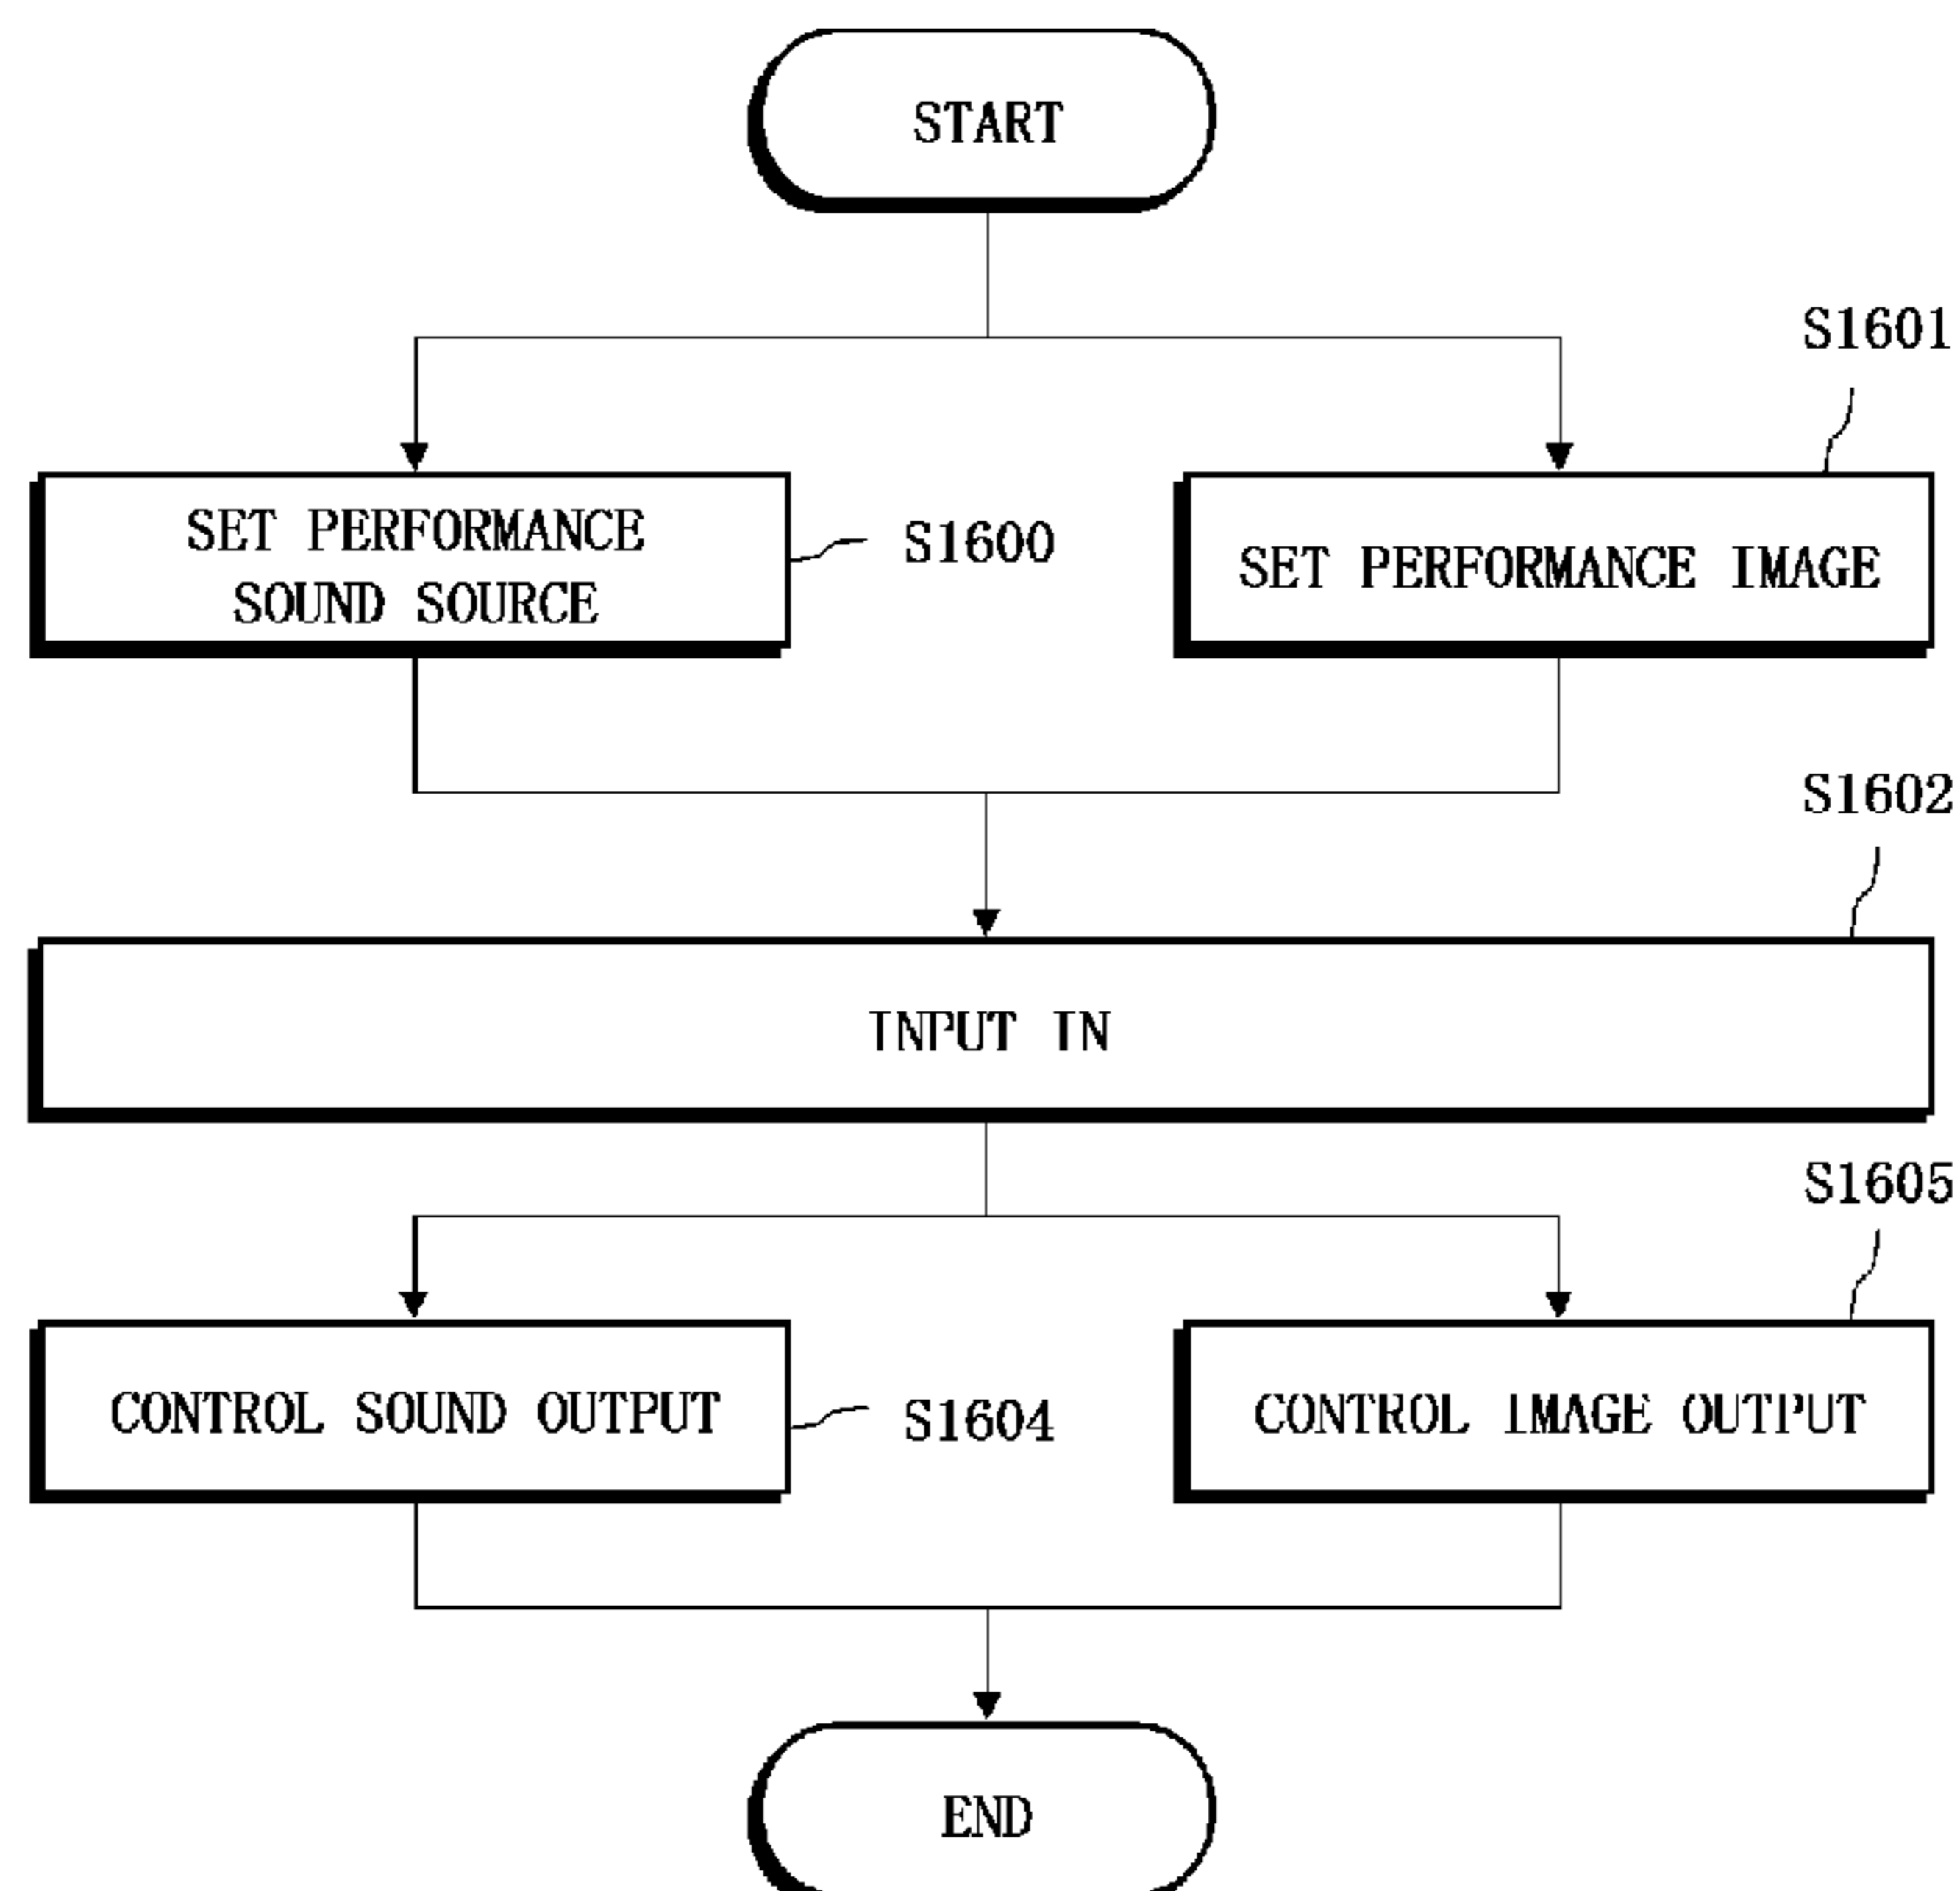 START
S1601
SET PERFORMANCE
SOUND SOURCE
S1600
SET PERFORMANCE IMAGE
S1602
INPUT IN
S1605
CONTROL SOUND OUTPUT
S1604
CONTROL IMAGE OUTPUT
END